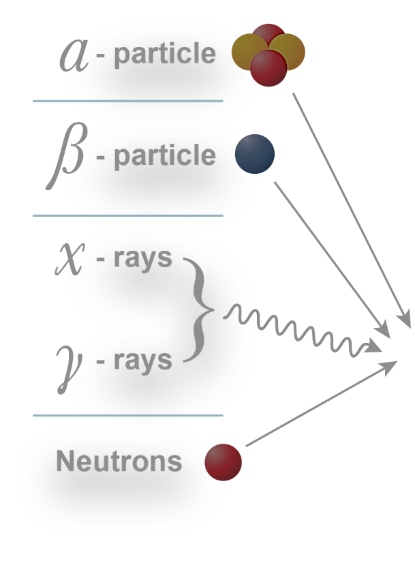 α - particle
β - particle
x - rays
γ - rays
Neutrons